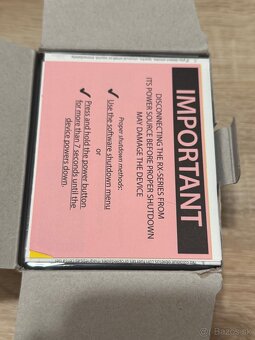 IMPORTANT
DISCONNECTING THE RX-SERIES FROM
ITS POWER SOURCE BEFORE PROPER SHUTDOWN
MAY DAMAGE THE DEVICE
Proper shutdown methods:
✓ Use the software shutdown menu
or
✓ Press and hold the power button
for more than 7 seconds until the
device powers down.
Bazoš.sk